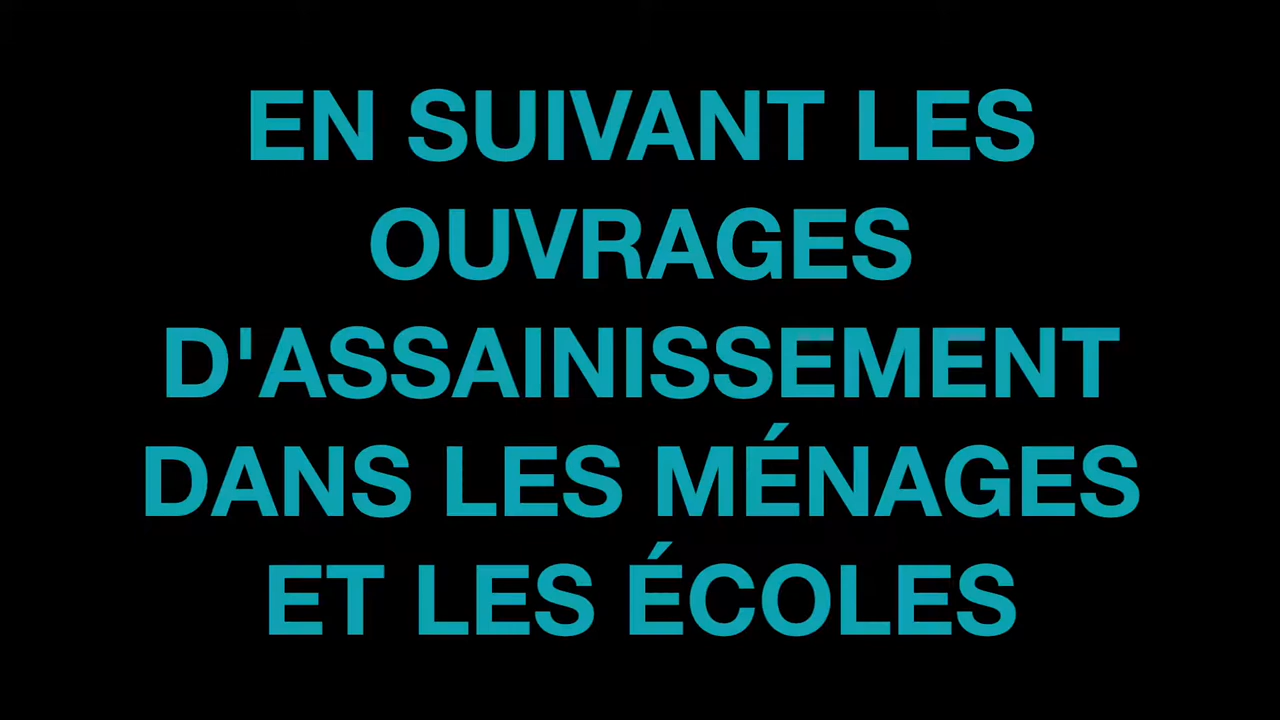 EN SUIVANT LES
OUVRAGES
D'ASSAINISSEMENT
DANS LES MÉNAGES
ET LES ÉCOLES